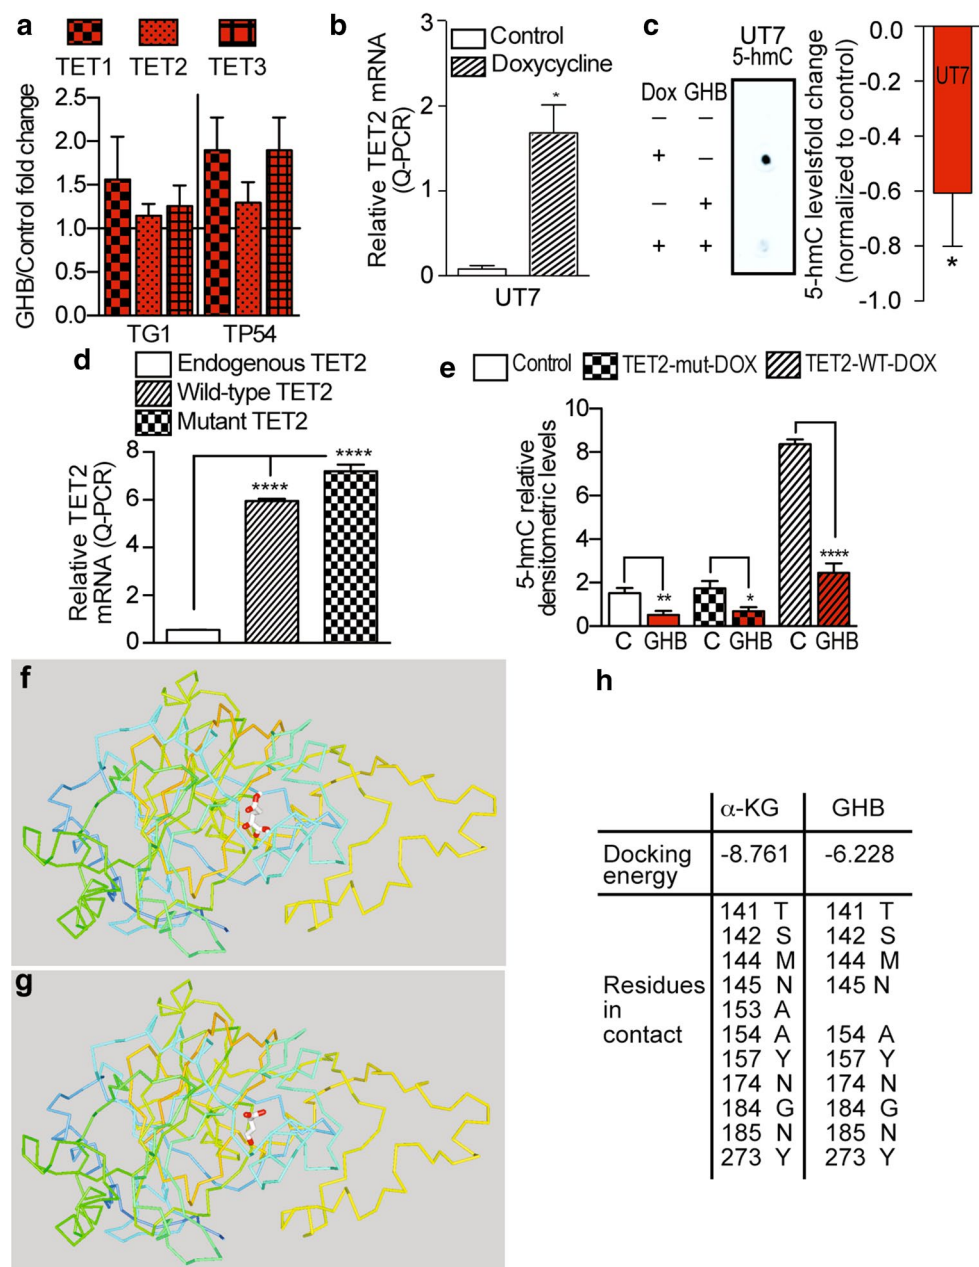 a
TET1 TET2 TET3
GHB/Control fold change
2.5
2.0
1.5
1.0
0.5
0.0
TG1 TP54
b
Control
Doxycycline
Relative TET2 mRNA
(Q-PCR)
3
2
1
0
*
UT7
c
UT7
5-hmC
Dox GHB
– –
+ –
– +
+ +
5-hmC levelsfold change
(normalized to control)
0.0
-0.2
-0.4
-0.6
-0.8
-1.0
UT7
*
d
Endogenous TET2
Wild-type TET2
Mutant TET2
Relative TET2
mRNA (Q-PCR)
8
6
4
2
0
**** ****
e
Control TET2-mut-DOX TET2-WT-DOX
5-hmC relative
densitometric levels
10
8
6
4
2
0
** * ****
C GHB C GHB C GHB
f
g
h
α-KG GHB
Docking
energy
-8.761 -6.228
Residues
in
contact
141 T 141 T
142 S 142 S
144 M 144 M
145 N 145 N
153 A
154 A 154 A
157 Y 157 Y
174 N 174 N
184 G 184 G
185 N 185 N
273 Y 273 Y